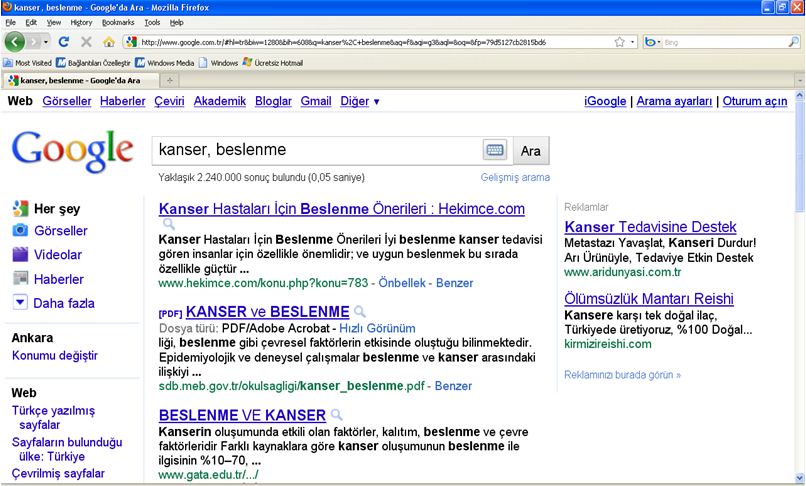 kanser, beslenme - Google'da Ara - Mozilla Firefox
File Edit View History Bookmarks Tools Help
http://www.google.com.tr/#hl=tr&biw=1280&bih=608&q=kanser%2C+beslenme&aq=f&aqi=g3&aql=&oq=&fp=79d5127cb2815bd6
Bing
Most Visited Bağlantıları Özelleştir Windows Media Windows Ücretsiz Hotmail
kanser, beslenme - Google'da Ara
Web Görseller Haberler Çeviri Akademik Bloglar Gmail Diğer ▼ iGoogle | Arama ayarları | Oturum açın
Google
kanser, beslenme
Ara
Yaklaşık 2.240.000 sonuç bulundu (0,05 saniye) Gelişmiş arama
Her şey
Görseller
Videolar
Haberler
Daha fazla
Ankara
Konumu değiştir
Web
Türkçe yazılmış
sayfalar
Sayfaların bulunduğu
ülke: Türkiye
Çevrilmiş sayfalar
Kanser Hastaları İçin Beslenme Önerileri : Hekimce.com
Kanser Hastaları İçin Beslenme Önerileri İyi beslenme kanser tedavisi
gören insanlar için özellikle önemlidir; ve uygun beslenmek bu sırada
özellikle güçtür ...
www.hekimce.com/konu.php?konu=783 - Önbellek - Benzer
[PDF] KANSER ve BESLENME
Dosya türü: PDF/Adobe Acrobat - Hızlı Görünüm
liği, beslenme gibi çevresel faktörlerin etkisinde oluştuğu bilinmektedir.
Epidemiyolojik ve deneysel çalışmalar beslenme ve kanser arasındaki
ilişkiyi ...
sdb.meb.gov.tr/okulsagligi/kanser_beslenme.pdf - Benzer
BESLENME VE KANSER
Kanserin oluşumunda etkili olan faktörler, kalıtım, beslenme ve çevre
faktörleridir Farklı kaynaklara göre kanser oluşumunun beslenme ile
ilgisinin %10–70, ...
www.gata.edu.tr/.../
Reklamlar
Kanser Tedavisine Destek
Metastazı Yavaşlat, Kanseri Durdur!
Arı Ürünüyle, Tedaviye Etkin Destek
www.aridunyasi.com.tr
Ölümsüzlük Mantarı Reishi
Kansere karşı tek doğal ilaç,
Türkiyede üretiyoruz, %100 Doğal...
kirmizireishi.com
Reklamınızı burada görün »